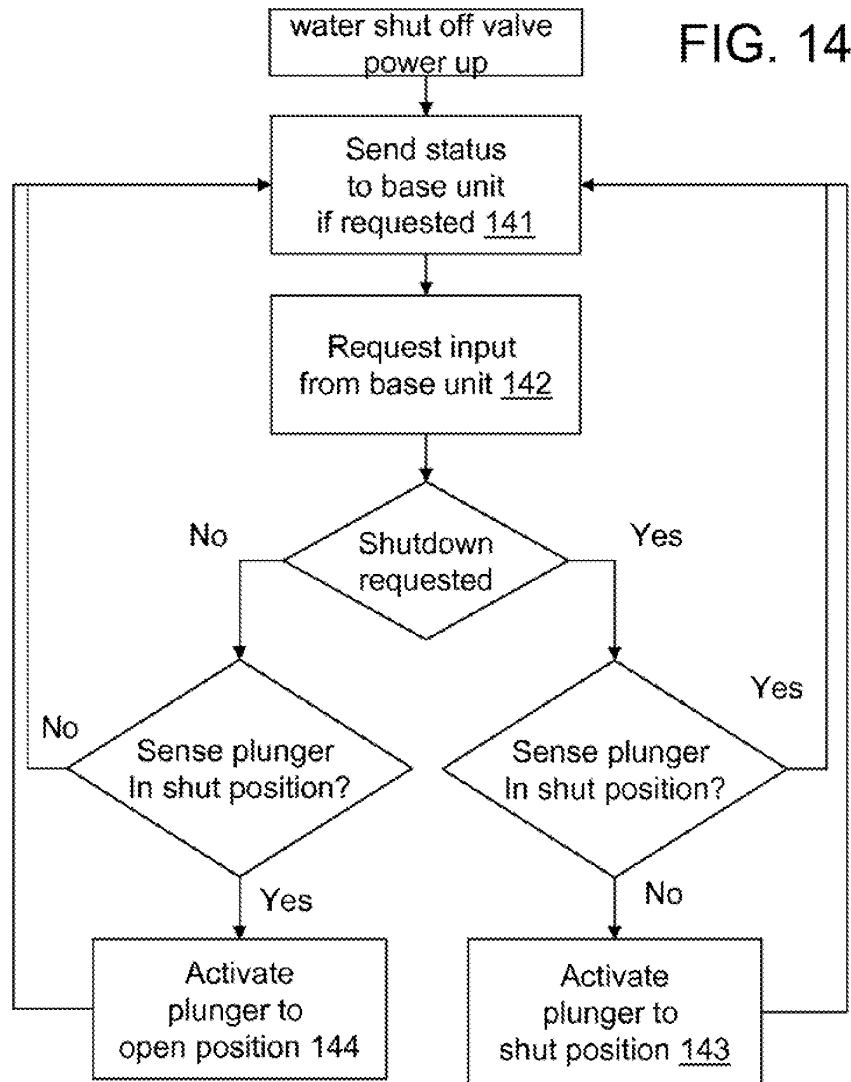 FIG. 14
water shut off valve
power up
Send status
to base unit
if requested 141
Request input
from base unit 142
No
Shutdown
requested
Yes
No
Sense plunger
In shut position?
Yes
Sense plunger
In shut position?
Yes
No
Activate
plunger to
open position 144
Activate
plunger to
shut position 143